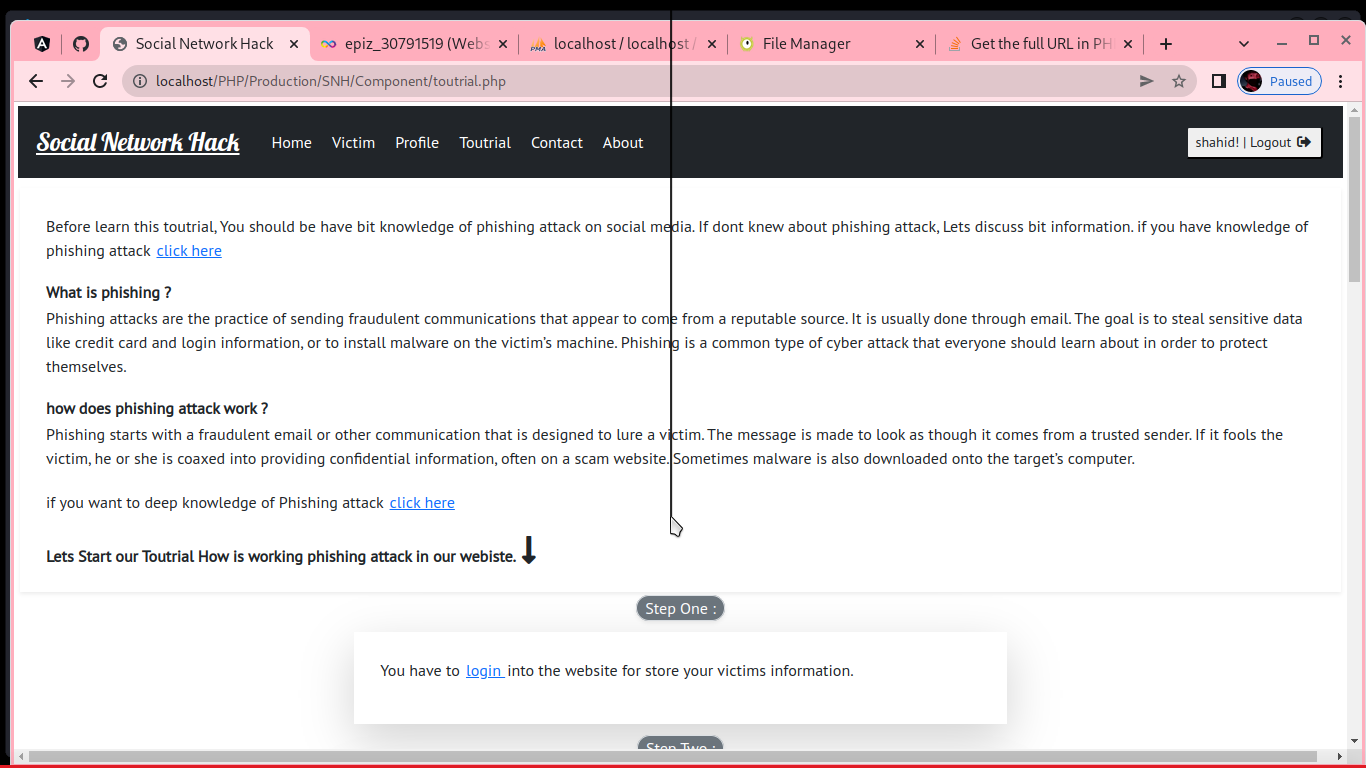 Social Network Hack
epiz_30791519 (Webs
localhost / localhost /
File Manager
Get the full URL in PH
localhost/PHP/Production/SNH/Component/toutrial.php
Paused
Social Network Hack Home Victim Profile Toutrial Contact About shahid! | Logout
Before learn this toutrial, You should be have bit knowledge of phishing attack on social media. If dont knew about phishing attack, Lets discuss bit information. if you have knowledge of
phishing attack click here
What is phishing ?
Phishing attacks are the practice of sending fraudulent communications that appear to come from a reputable source. It is usually done through email. The goal is to steal sensitive data
like credit card and login information, or to install malware on the victim's machine. Phishing is a common type of cyber attack that everyone should learn about in order to protect
themselves.
how does phishing attack work ?
Phishing starts with a fraudulent email or other communication that is designed to lure a victim. The message is made to look as though it comes from a trusted sender. If it fools the
victim, he or she is coaxed into providing confidential information, often on a scam website. Sometimes malware is also downloaded onto the target's computer.
if you want to deep knowledge of Phishing attack click here
Lets Start our Toutrial How is working phishing attack in our webiste.
Step One :
You have to login into the website for store your victims information.
Step Two :